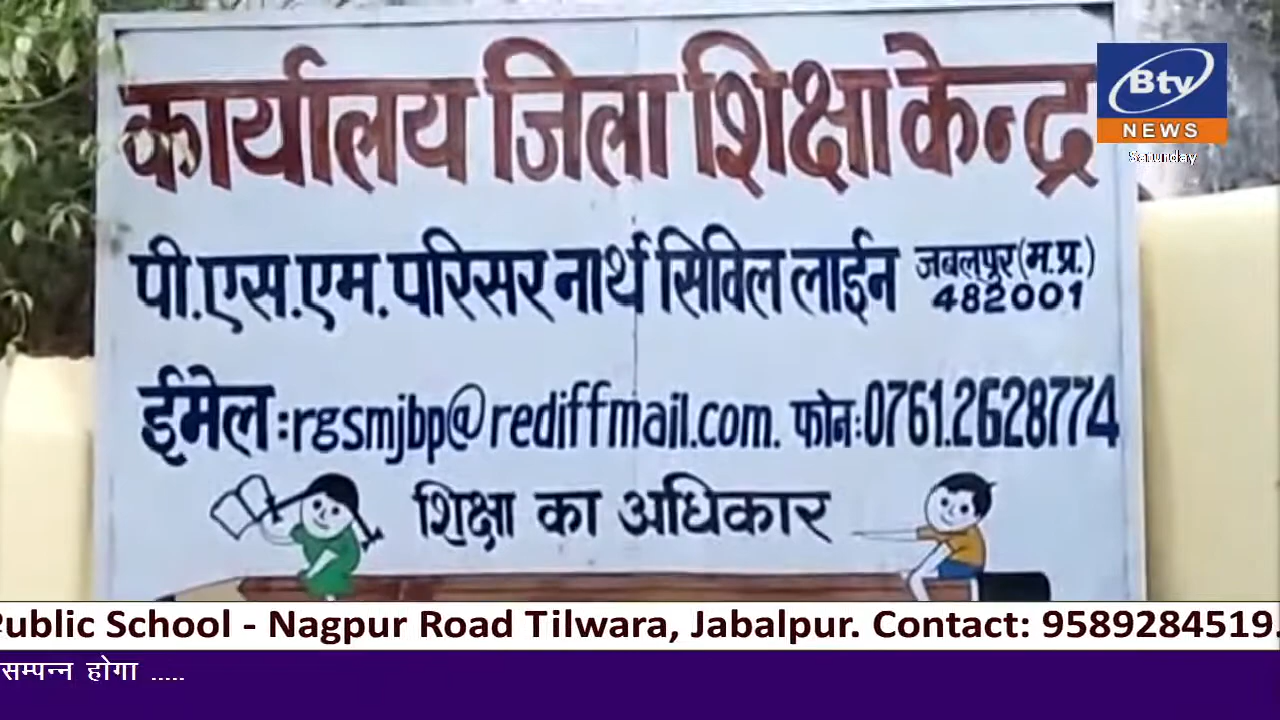 कार्यालय जिला शिक्षा केन्द्र
Btv
NEWS
Saturday
पी.एस.एम. परिसर नार्थ सिविल लाईन जबलपुर (म.प्र.)
482001
ईमेल :rgsmjbp@rediffmail.com. फोन:0761.2628774
शिक्षा का अधिकार
Public School - Nagpur Road Tilwara, Jabalpur. Contact: 9589284519.
सम्पन्न होगा .....